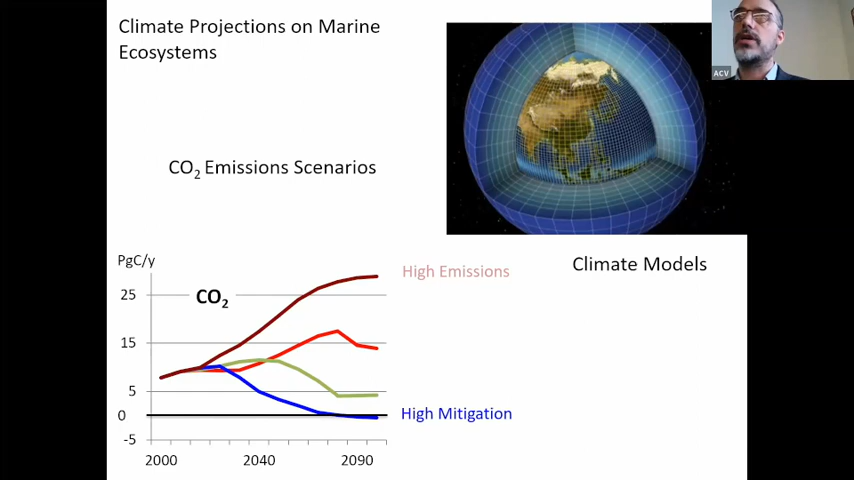 Climate Projections on Marine
Ecosystems
ACV
CO₂ Emissions Scenarios
PgC/y
High Emissions
Climate Models
25
CO₂
15
5
0
High Mitigation
-5
2000
2040
2090